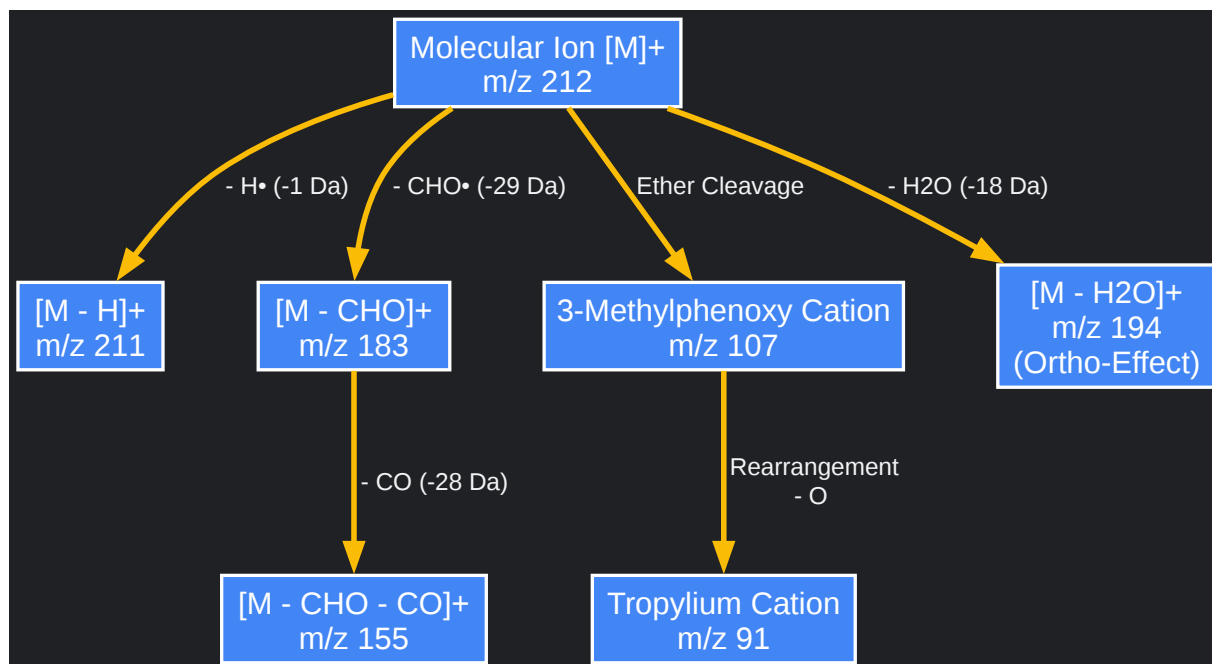 Molecular Ion [M]+
m/z 212
- H• (-1 Da)
- CHO• (-29 Da)
Ether Cleavage
- H2O (-18 Da)
[M - H]+
m/z 211
[M - CHO]+
m/z 183
3-Methylphenoxy Cation
m/z 107
[M - H2O]+
m/z 194
(Ortho-Effect)
- CO (-28 Da)
Rearrangement
- O
[M - CHO - CO]+
m/z 155
Tropylium Cation
m/z 91